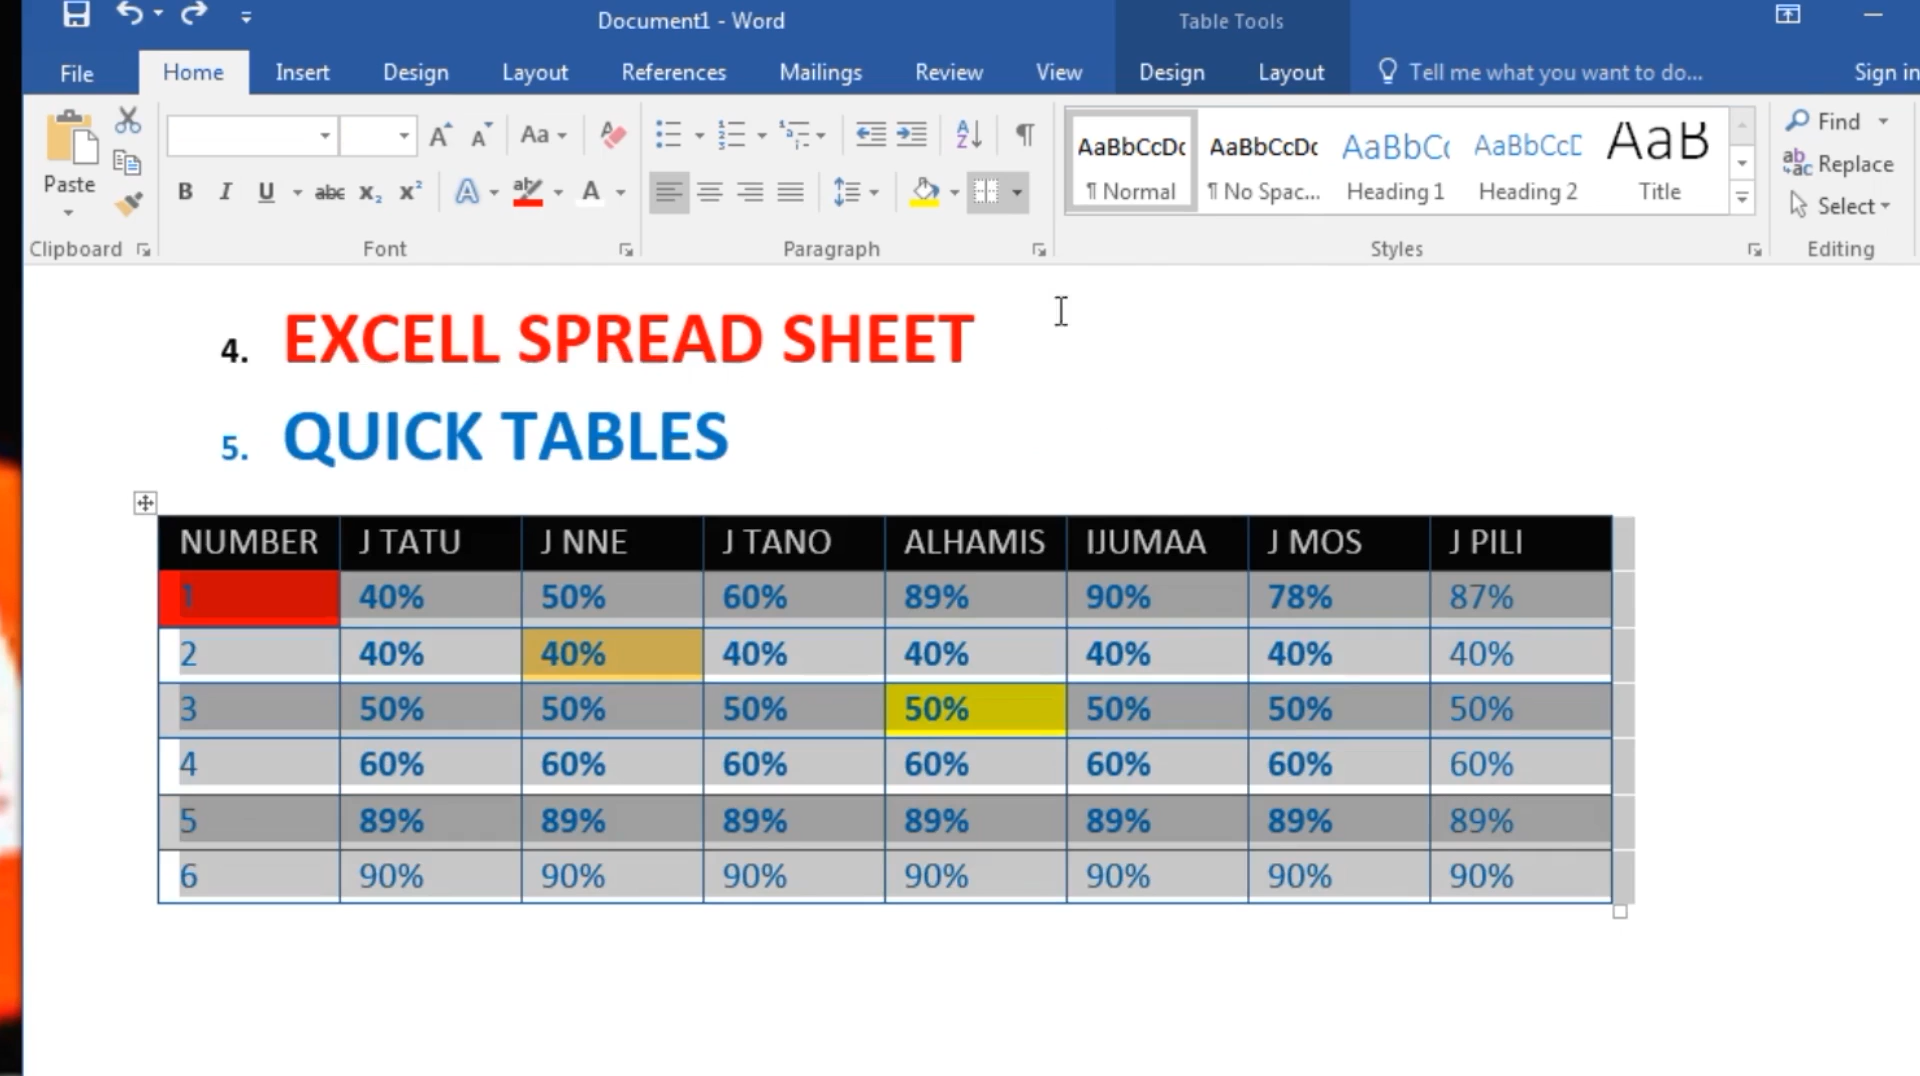 Document1 - Word
Table Tools
File Home Insert Design Layout References Mailings Review View Design Layout Tell me what you want to do... Sign in
Paste
Clipboard
Aa
B I U abc X₂ X² A ab A
Font
Paragraph
AaBbCcDc AaBbCcDc AaBbCc AaBbCcD AaB
¶ Normal ¶ No Spac... Heading 1 Heading 2 Title
Styles
Find
Replace
Select
Editing
4. EXCELL SPREAD SHEET
5. QUICK TABLES
NUMBER J TATU J NNE J TANO ALHAMIS IJUMAA J MOS J PILI
1 40% 50% 60% 89% 90% 78% 87%
2 40% 40% 40% 40% 40% 40% 40%
3 50% 50% 50% 50% 50% 50% 50%
4 60% 60% 60% 60% 60% 60% 60%
5 89% 89% 89% 89% 89% 89% 89%
6 90% 90% 90% 90% 90% 90% 90%